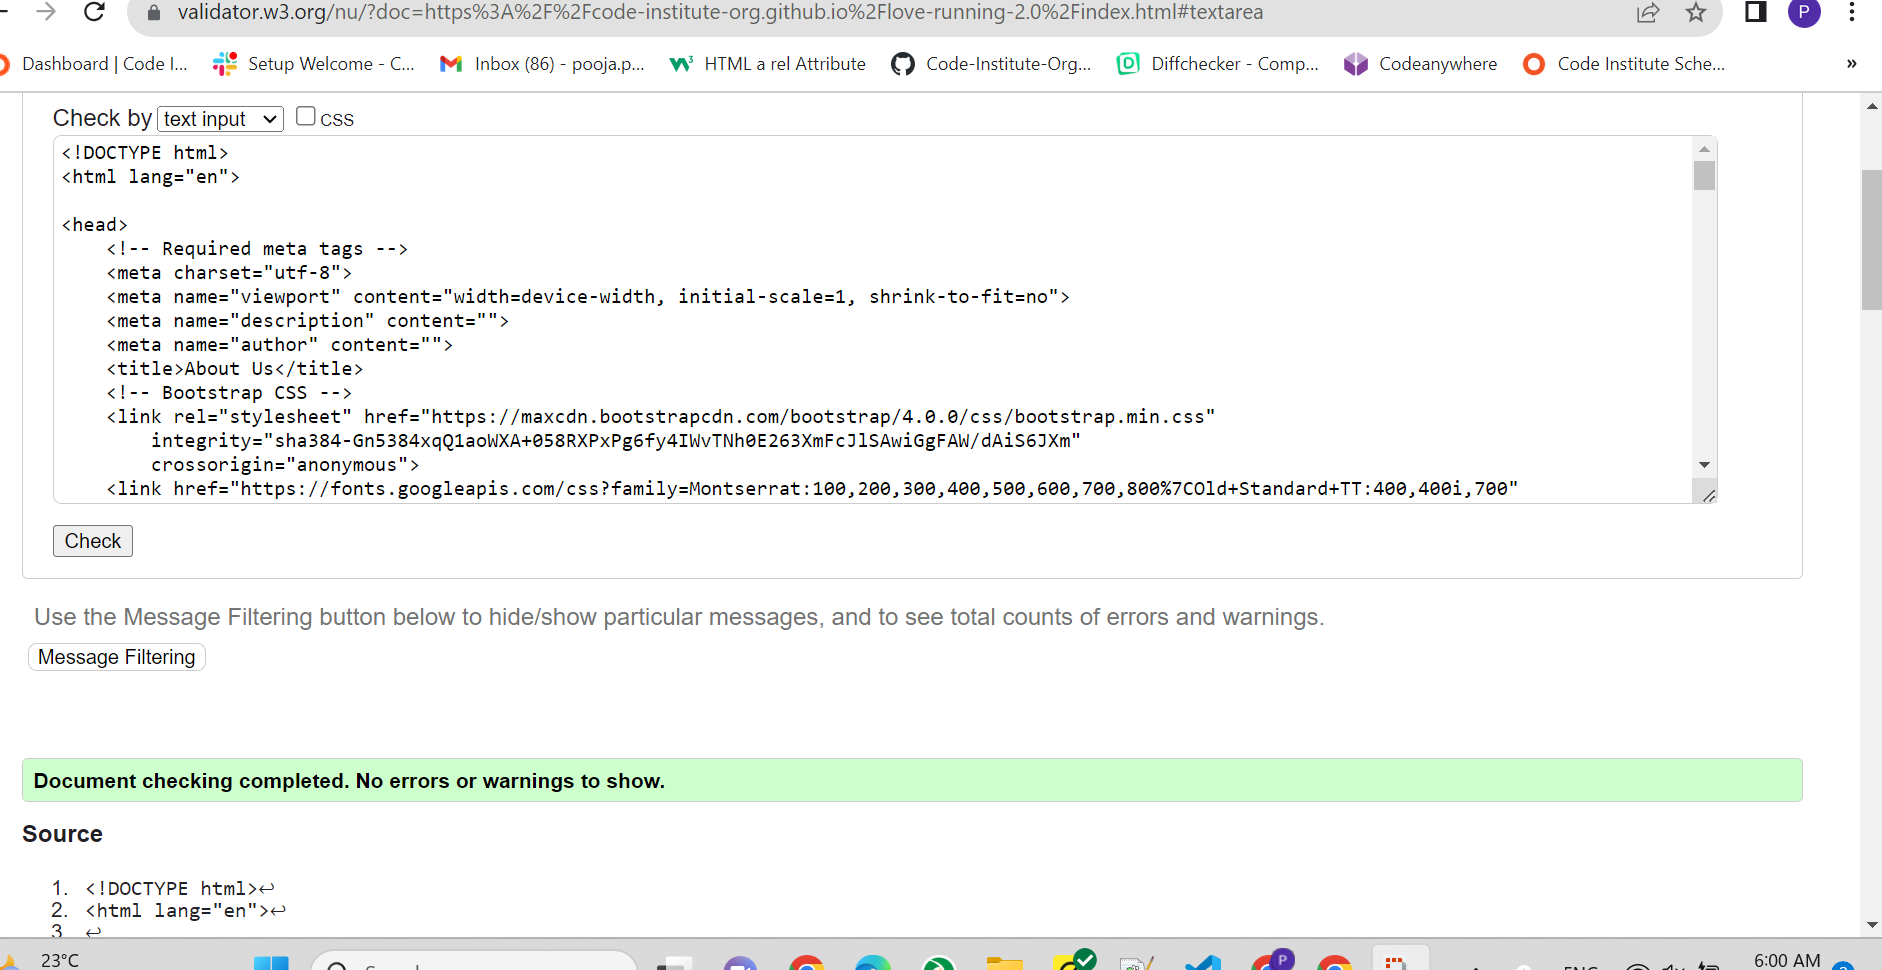 validator.w3.org/nu/?doc=https%3A%2F%2Fcode-institute-org.github.io%2Flove-running-2.0%2Findex.html#textarea
P
Dashboard | Code I... Setup Welcome - C... Inbox (86) - pooja.p... HTML a rel Attribute Code-Institute-Org... Diffchecker - Comp... Codeanywhere Code Institute Sche... »
Check by text input CSS
<!DOCTYPE html>
<html lang="en">
<head>
<!-- Required meta tags -->
<meta charset="utf-8">
<meta name="viewport" content="width=device-width, initial-scale=1, shrink-to-fit=no">
<meta name="description" content="">
<meta name="author" content="">
<title>About Us</title>
<!-- Bootstrap CSS -->
<link rel="stylesheet" href="https://maxcdn.bootstrapcdn.com/bootstrap/4.0.0/css/bootstrap.min.css"
integrity="sha384-Gn5384xqQ1aoWXA+058RXPxPg6fy4IWvTNh0E263XmFcJlSAwiGgFAW/dAiS6JXm"
crossorigin="anonymous">
<link href="https://fonts.googleapis.com/css?family=Montserrat:100,200,300,400,500,600,700,800%7COld+Standard+TT:400,400i,700"
Check
Use the Message Filtering button below to hide/show particular messages, and to see total counts of errors and warnings.
Message Filtering
Document checking completed. No errors or warnings to show.
Source
1. <!DOCTYPE html>↩
2. <html lang="en">↩
3 ↩
23°C
P
6:00 AM